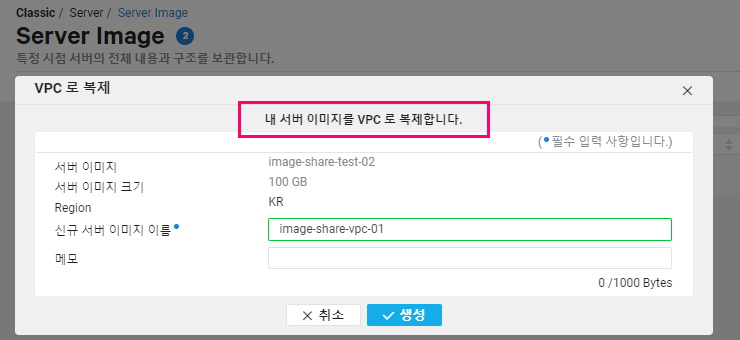 Classic / Server / Server Image
Server Image 2
특정 시점 서버의 전체 내용과 구조를 보관합니다.
VPC 로 복제
내 서버 이미지를 VPC 로 복제합니다.
(•필수 입력 사항입니다.)
서버 이미지 image-share-test-02
서버 이미지 크기 100 GB
Region KR
신규 서버 이미지 이름• image-share-vpc-01
메모
0 /1000 Bytes
취소 생성